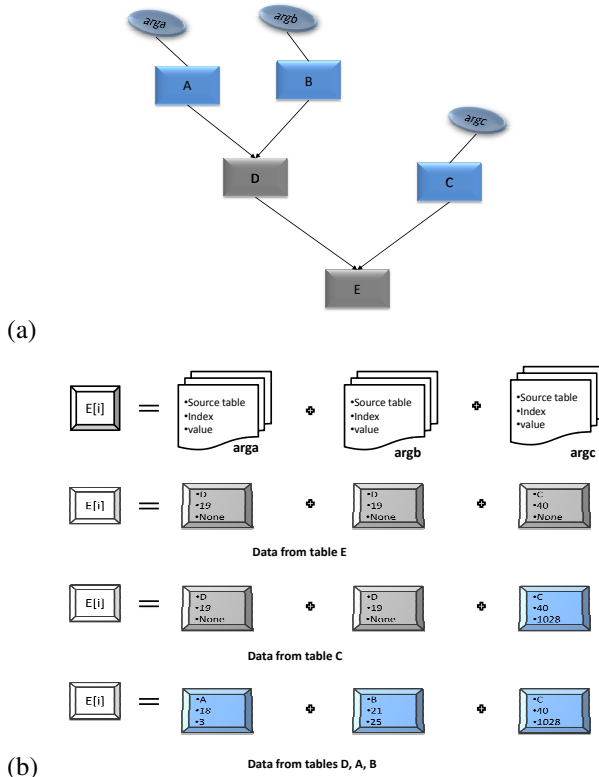 arga
argb
A
B
argc
D
C
E
(a)
E[i] = •Source table •Index •value arga + •Source table •Index •value argb + •Source table •Index •value argc
E[i] = •D •19 •None + •D •19 •None + •C •40 •None
Data from table E
E[i] = •D •19 •None + •D •19 •None + •C •40 •1028
Data from table C
E[i] = •A •18 •3 + •B •21 •25 + •C •40 •1028
(b)
Data from tables D, A, B